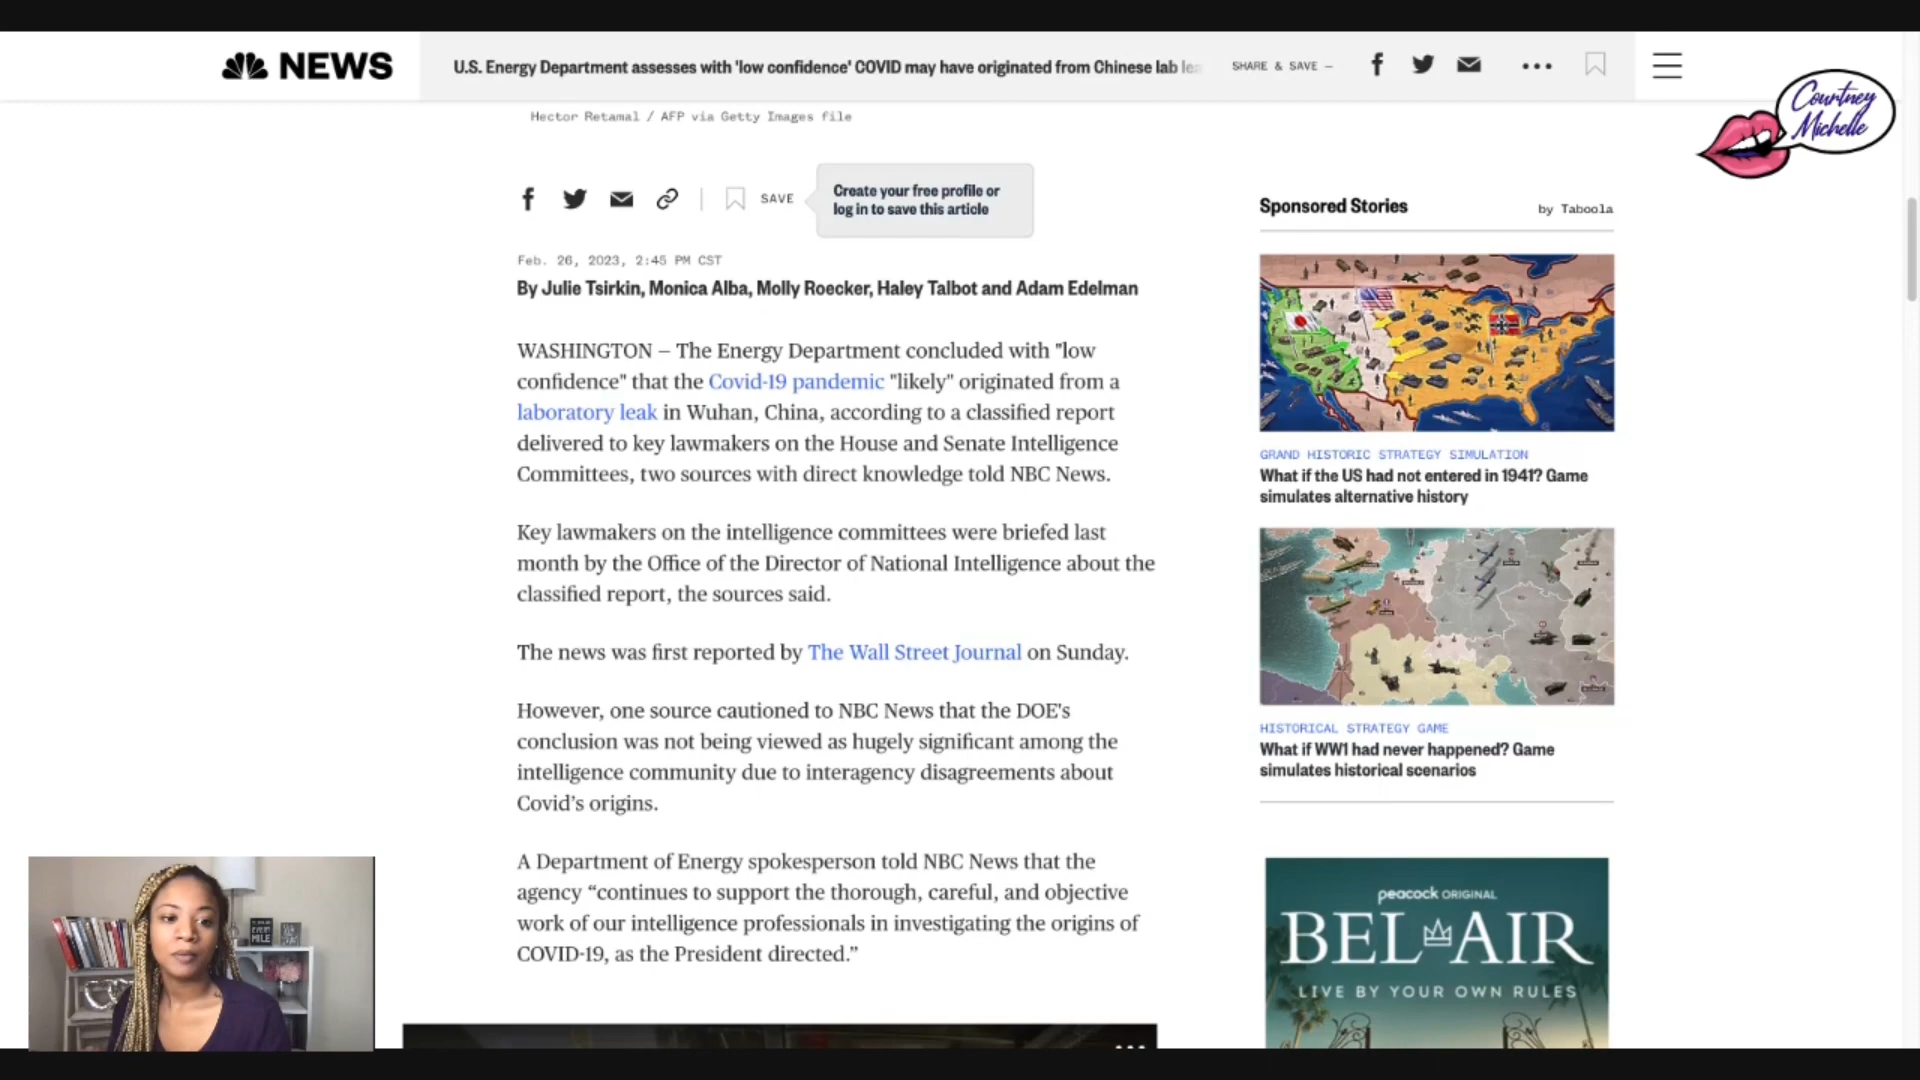 NEWS
U.S. Energy Department assesses with 'low confidence' COVID may have originated from Chinese lab lea
SHARE & SAVE —
Courtney
Michelle
Hector Retamal / AFP via Getty Images file
SAVE
Create your free profile or
log in to save this article
Feb. 26, 2023, 2:45 PM CST
By Julie Tsirkin, Monica Alba, Molly Roecker, Haley Talbot and Adam Edelman
WASHINGTON — The Energy Department concluded with "low
confidence" that the Covid-19 pandemic "likely" originated from a
laboratory leak in Wuhan, China, according to a classified report
delivered to key lawmakers on the House and Senate Intelligence
Committees, two sources with direct knowledge told NBC News.
Key lawmakers on the intelligence committees were briefed last
month by the Office of the Director of National Intelligence about the
classified report, the sources said.
The news was first reported by The Wall Street Journal on Sunday.
However, one source cautioned to NBC News that the DOE's
conclusion was not being viewed as hugely significant among the
intelligence community due to interagency disagreements about
Covid’s origins.
A Department of Energy spokesperson told NBC News that the
agency “continues to support the thorough, careful, and objective
work of our intelligence professionals in investigating the origins of
COVID-19, as the President directed.”
Sponsored Stories
by Taboola
GRAND HISTORIC STRATEGY SIMULATION
What if the US had not entered in 1941? Game
simulates alternative history
HISTORICAL STRATEGY GAME
What if WW1 had never happened? Game
simulates historical scenarios
peacock ORIGINAL
BEL AIR
LIVE BY YOUR OWN RULES